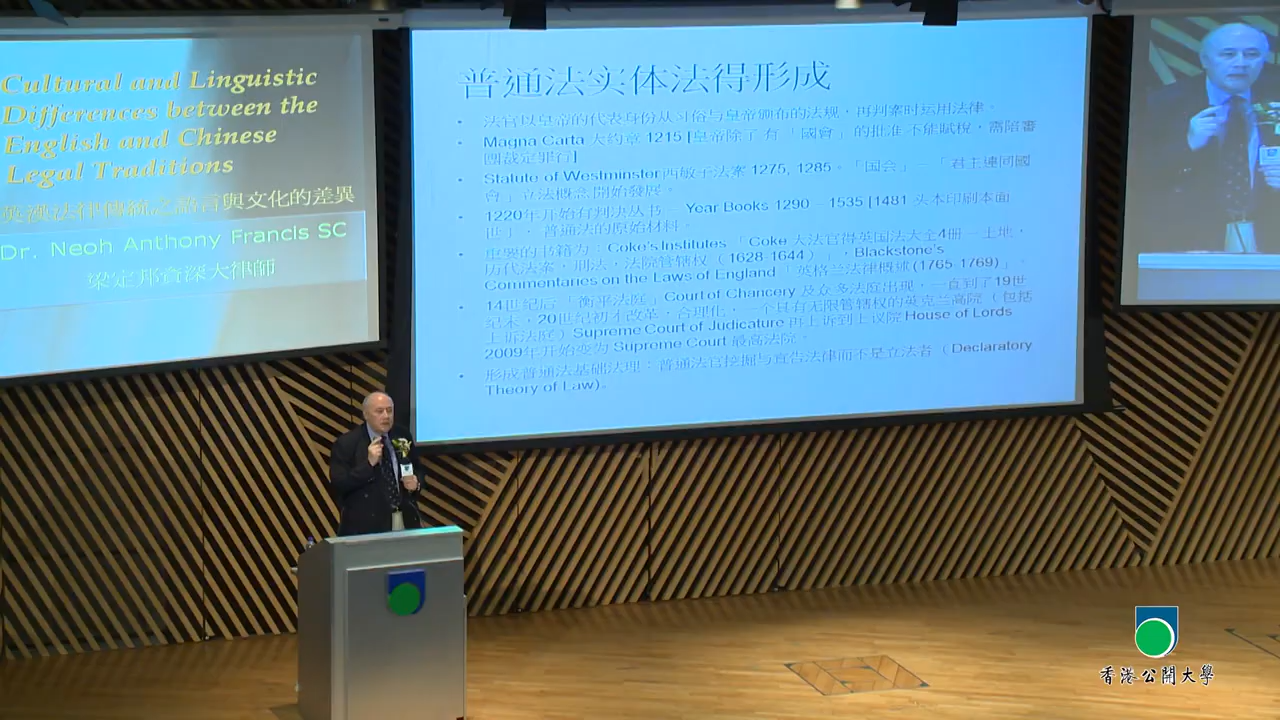 Cultural and Linguistic
Differences between the
English and Chinese
Legal Traditions
英漢法律傳統之語言與文化的差異
Dr. Neoh Anthony Francis SC
梁定邦資深大律師
普通法实体法得形成
• 法官以皇帝的代表身份从习俗与皇帝颁布的法规，再判案时运用法律。
• Magna Carta 大约章 1215 [皇帝除了 有「國會」的批准 不能賦稅，需陪審
團裁定罪行]
• Statute of Westminster西敏寺法案 1275, 1285。「国会」 「君主連同國
會」立法概念 開始發展。
• 1220年开始有判决丛书 – Year Books 1290 – 1535 [1481 头本印刷本面
世]， 普通法的原始材料。
• 重要的书籍为：Coke's Institutes 「Coke 大法官得英国法大全4册－土地，
历代法案，刑法，法院管辖权（1628-1644）」，Blackstone's
Commentaries on the Laws of England「英格兰法律概述(1765-1769)」。
• 14世纪后「衡平法庭」Court of Chancery 及众多法庭出现，一直到了19世
纪末，20世纪初才改革，合理化，一个具有无限管辖权的英克兰高院（包括
上诉法庭）Supreme Court of Judicature 再上诉到上议院 House of Lords
2009年开始变为 Supreme Court 最高法院。
• 形成普通法基础法理：普通法官挖掘与宣告法律而不是立法者（Declaratory
Theory of Law)。
香港公開大學